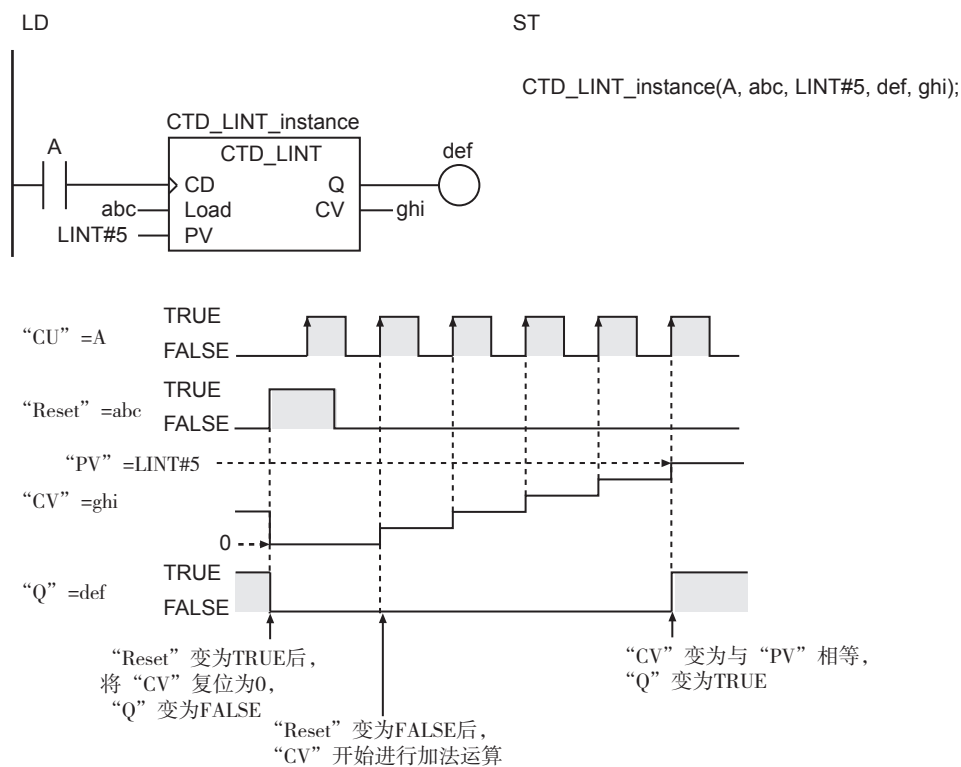 LD
ST
CTD_LINT_instance(A, abc, LINT#5, def, ghi);
CTD_LINT_instance
A
CTD_LINT
def
CD
Q
abc
Load
CV
ghi
LINT#5
PV
“CU”=A
TRUE
FALSE
“Reset”=abc
TRUE
FALSE
“PV”=LINT#5
“CV”=ghi
0
“Q”=def
TRUE
FALSE
“Reset”变为TRUE后，
将“CV”复位为0，
“Q”变为FALSE
“Reset”变为FALSE后，
“CV”开始进行加法运算
“CV”变为与“PV”相等，
“Q”变为TRUE